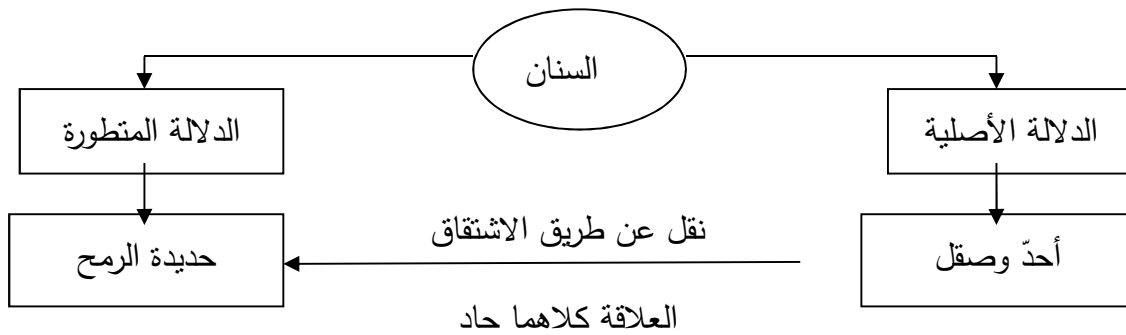 السنان
الدلالة الأصلية
الدلالة المتطورة
أحدّ وصقل
نقل عن طريق الاشتقاق
حديدة الرمح
العلاقة كلاهما حاد